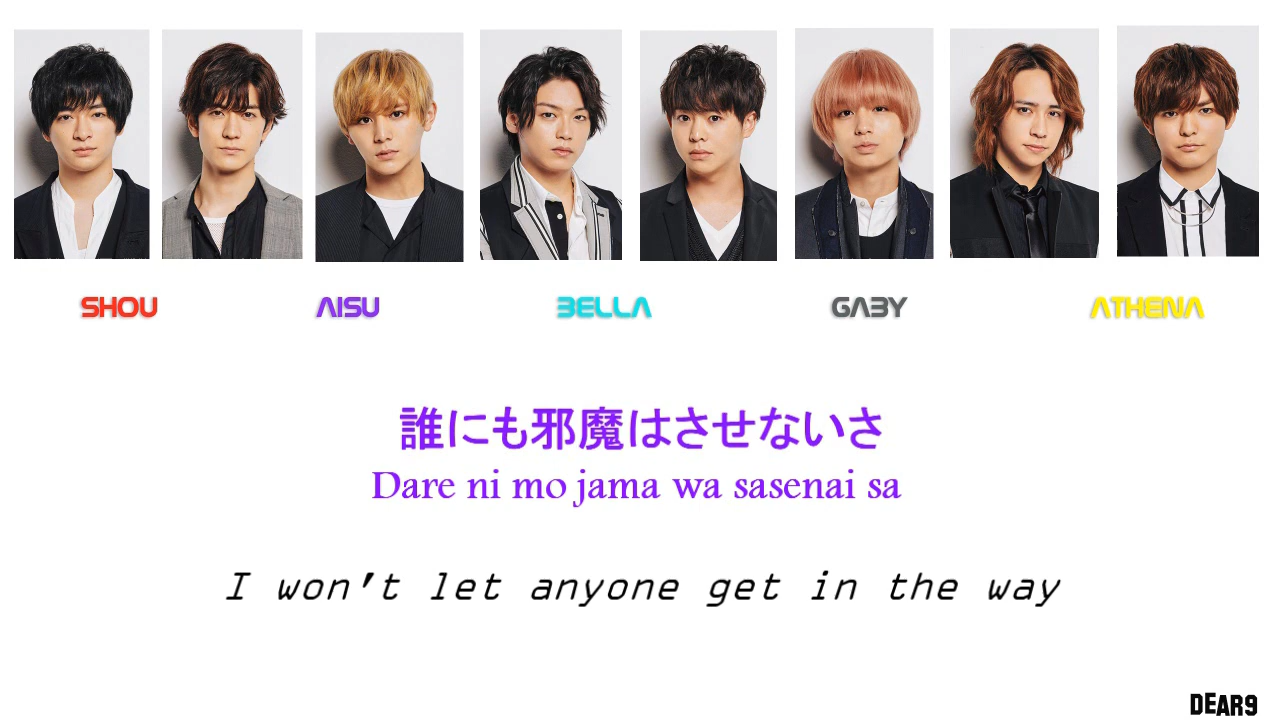 SHOU AISU BELLA GABY ATHENA
誰にも邪魔はさせないさ
Dare ni mo jama wa sasenai sa
I won't let anyone get in the way
DEAR9